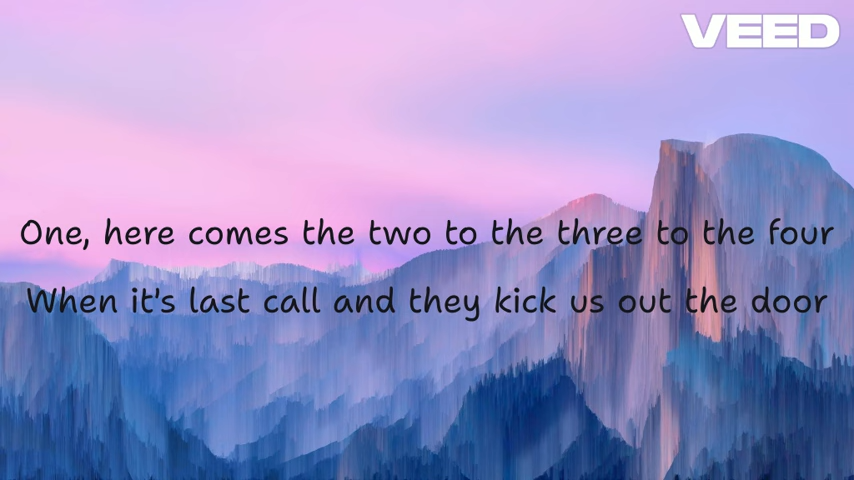 VEED
One, here comes the two to the three to the four
When it's last call and they kick us out the door